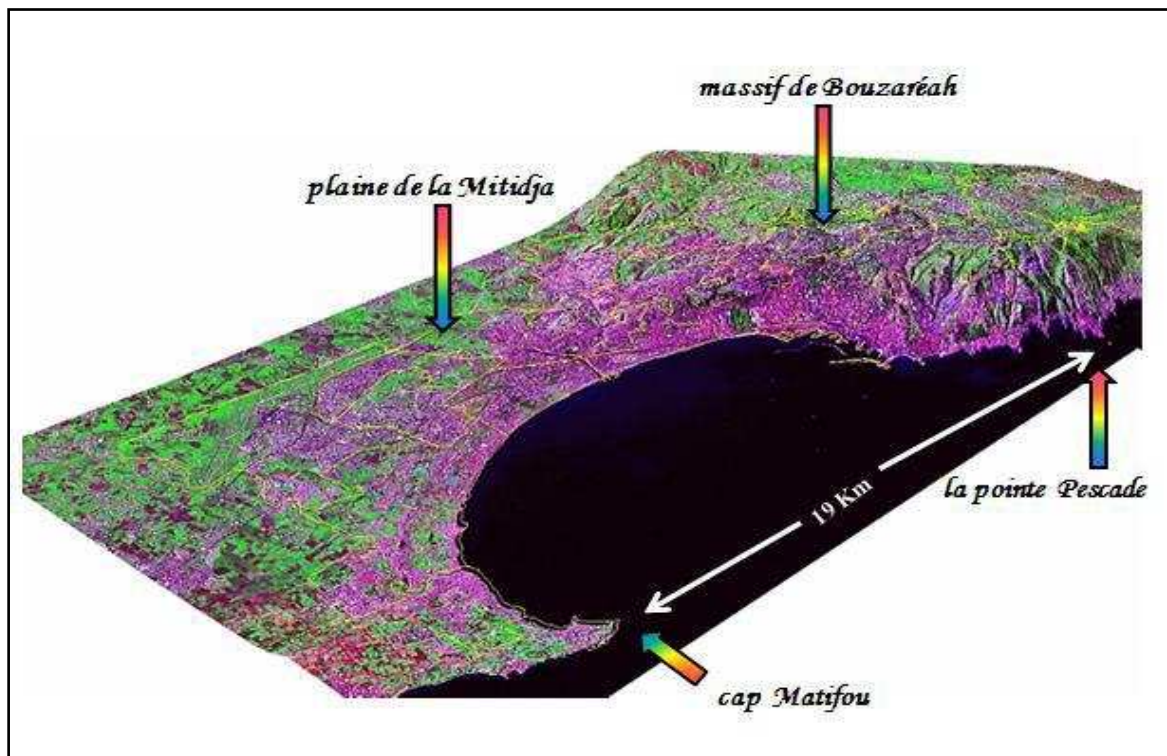 massif de Bouzaréah
plaine de la Mitidja
19 Km
la pointe Pescade
cap Matifou